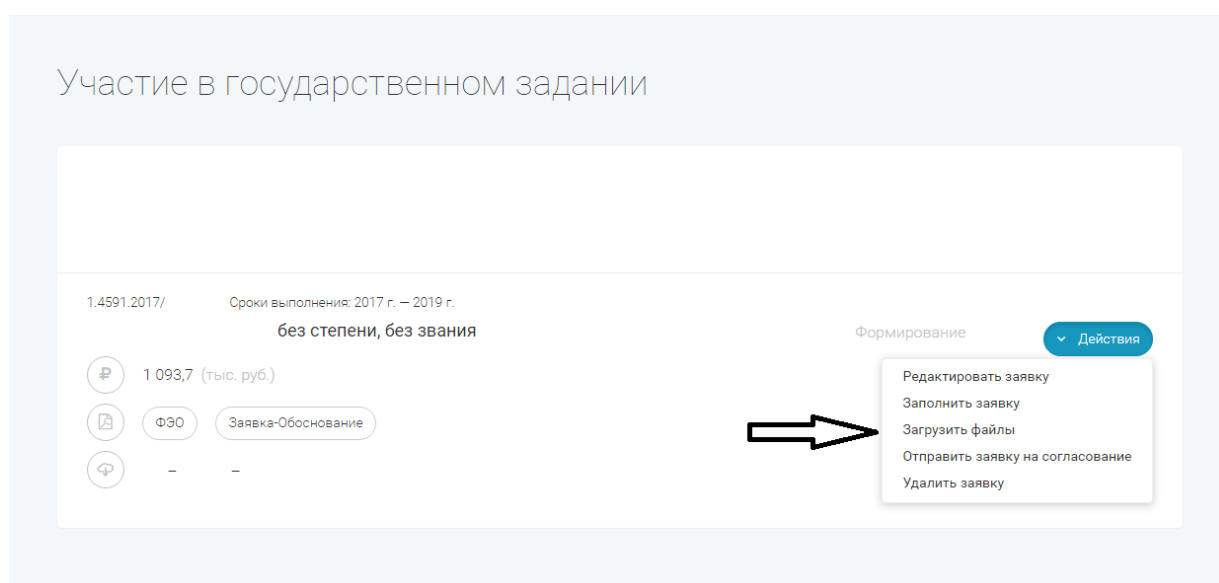 Участие в государственном задании
1.4591.2017/ Сроки выполнения: 2017 г. — 2019 г.
без степени, без звания
Формирование
Действия
1 093,7 (тыс. руб.)
Редактировать заявку
Заполнить заявку
ФЭО Заявка-Обоснование
Загрузить файлы
Отправить заявку на согласование
– –
Удалить заявку